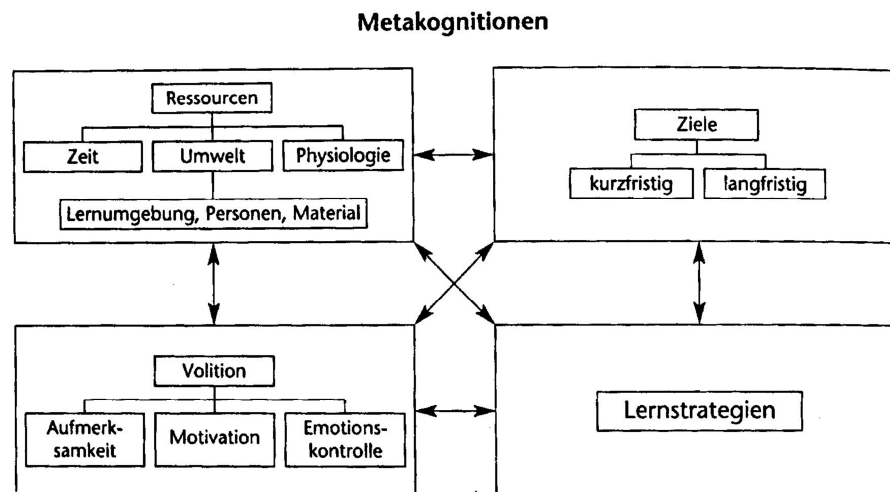 Metakognitionen
Ressourcen
Zeit
Umwelt
Physiologie
Lernumgebung, Personen, Material
Ziele
kurzfristig
langfristig
Volition
Aufmerk-
samkeit
Motivation
Emotions-
kontrolle
Lernstrategien